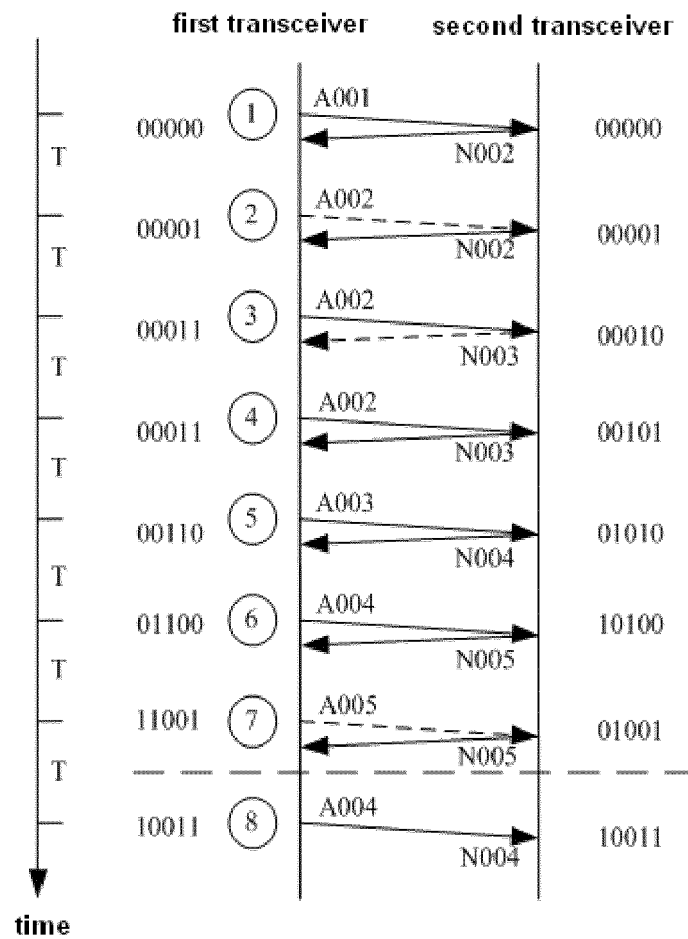 first transceiver second transceiver
A001
00000 1 00000
T N002
A002
00001 2 00001
T N002
A002
00011 3 00010
T N003
A002
00011 4 00101
T N003
A003
00110 5 01010
T N004
A004
01100 6 10100
T N005
A005
11001 7 01001
T N005
A004
10011 8 10011
N004
time